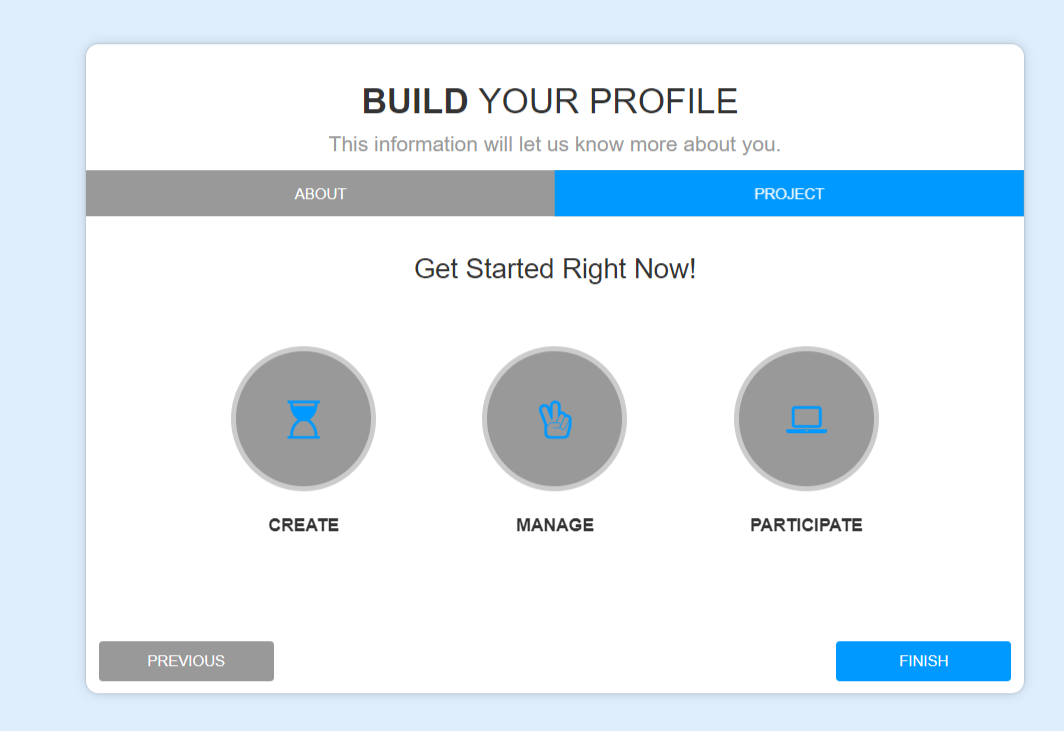 BUILD YOUR PROFILE
This information will let us know more about you.
ABOUT
PROJECT
Get Started Right Now!
CREATE
MANAGE
PARTICIPATE
PREVIOUS
FINISH